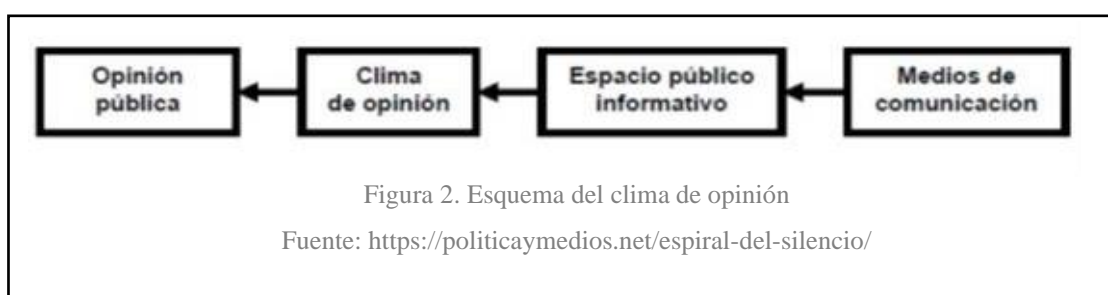 Opinión
pública
Clima
de opinión
Espacio público
informativo
Medios de
comunicación
Figura 2. Esquema del clima de opinión
Fuente: https://politicaymedios.net/espiral-del-silencio/